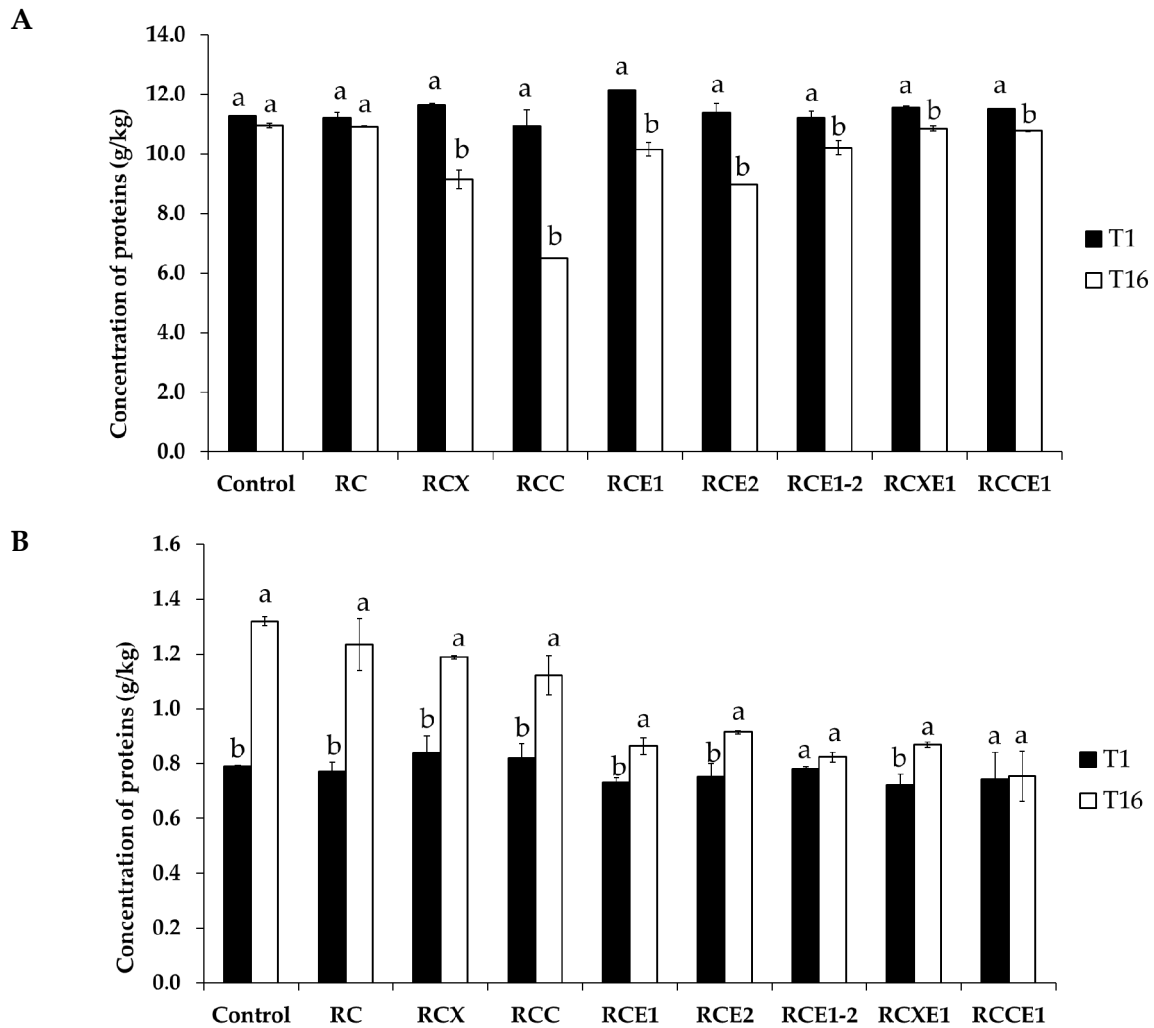 A
Concentration of proteins (g/kg)
14.0
12.0
10.0
8.0
6.0
4.0
2.0
0.0
a a a a a b a b a b a b a b a b a b
Control RC RCX RCC RCE1 RCE2 RCE1-2 RCXE1 RCCE1
T1
T16
B
Concentration of proteins (g/kg)
1.6
1.4
1.2
1.0
0.8
0.6
0.4
0.2
0.0
b a b a b a b a b a b a a a b a a a
Control RC RCX RCC RCE1 RCE2 RCE1-2 RCXE1 RCCE1
T1
T16